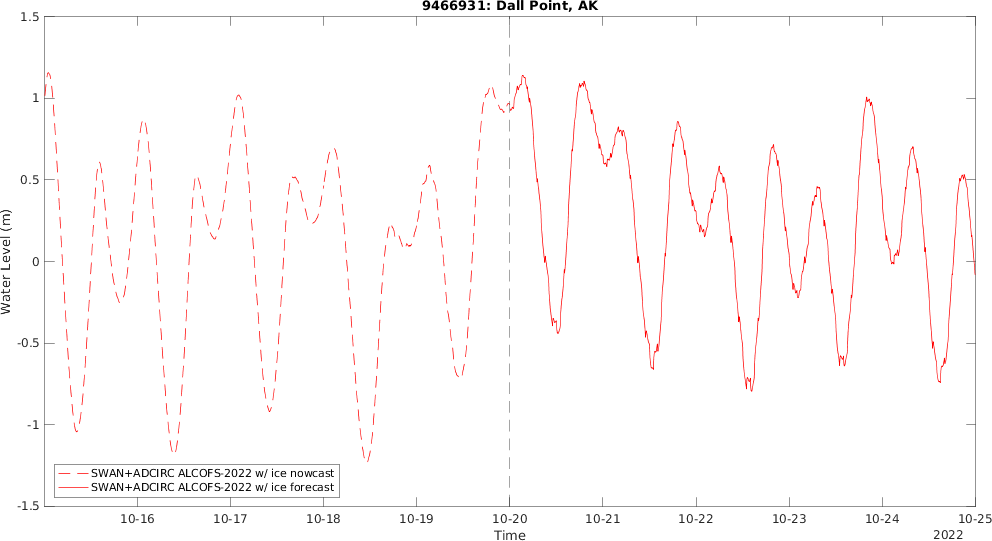 9466931: Dall Point, AK
1.5
1
0.5
0
-0.5
-1
-1.5
Water Level (m)
SWAN+ADCIRC ALCOFS-2022 w/ ice nowcast
SWAN+ADCIRC ALCOFS-2022 w/ ice forecast
10-16 10-17 10-18 10-19 10-20 10-21 10-22 10-23 10-24 10-25
Time
2022